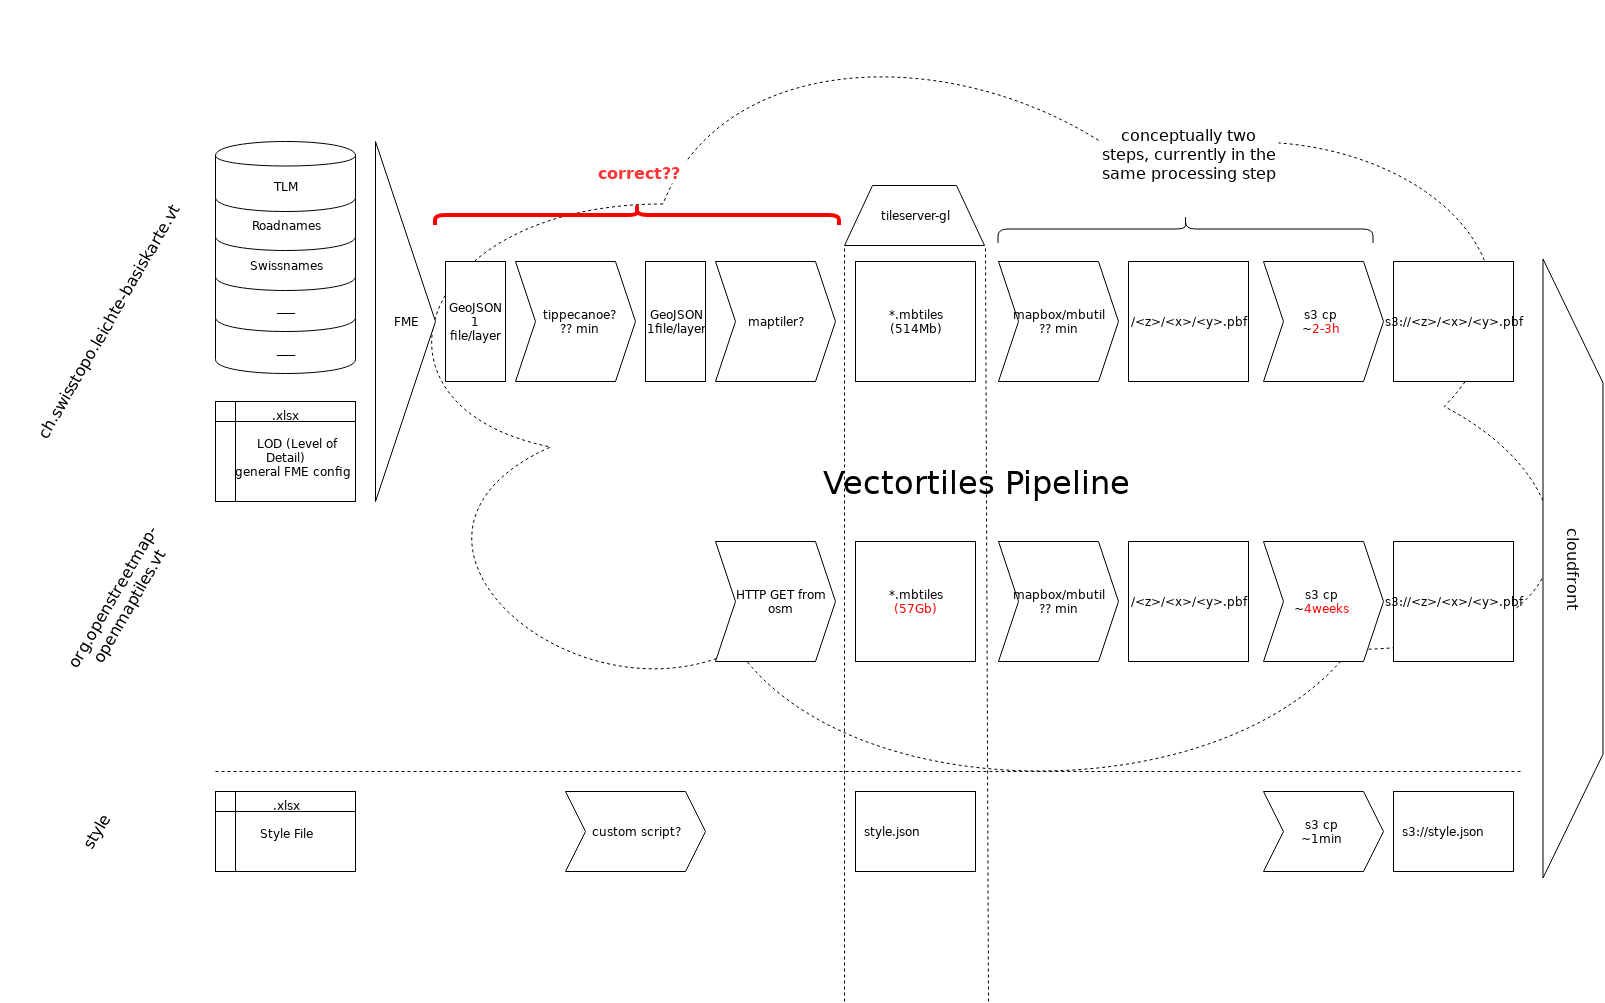 conceptually two
steps, currently in the
same processing step
correct??
tileserver-gl
ch.swisstopo.leichte-basiskarte.vt
TLM
Roadnames
Swissnames
.xlsx
LOD (Level of
Detail)
general FME config
FME
GeoJSON
1
file/layer
tippecanoe?
?? min
GeoJSON
1file/layer
maptiler?
*.mbtiles
(514Mb)
mapbox/mbutil
?? min
/<z>/<x>/<y>.pbf
s3 cp
~2-3h
s3://<z>/<x>/<y>.pbf
Vectortiles Pipeline
cloudfront
org.openstreetmap-
openmaptiles.vt
HTTP GET from
osm
*.mbtiles
(57Gb)
mapbox/mbutil
?? min
/<z>/<x>/<y>.pbf
s3 cp
~4weeks
s3://<z>/<x>/<y>.pbf
style
.xlsx
Style File
custom script?
style.json
s3 cp
~1min
s3://style.json